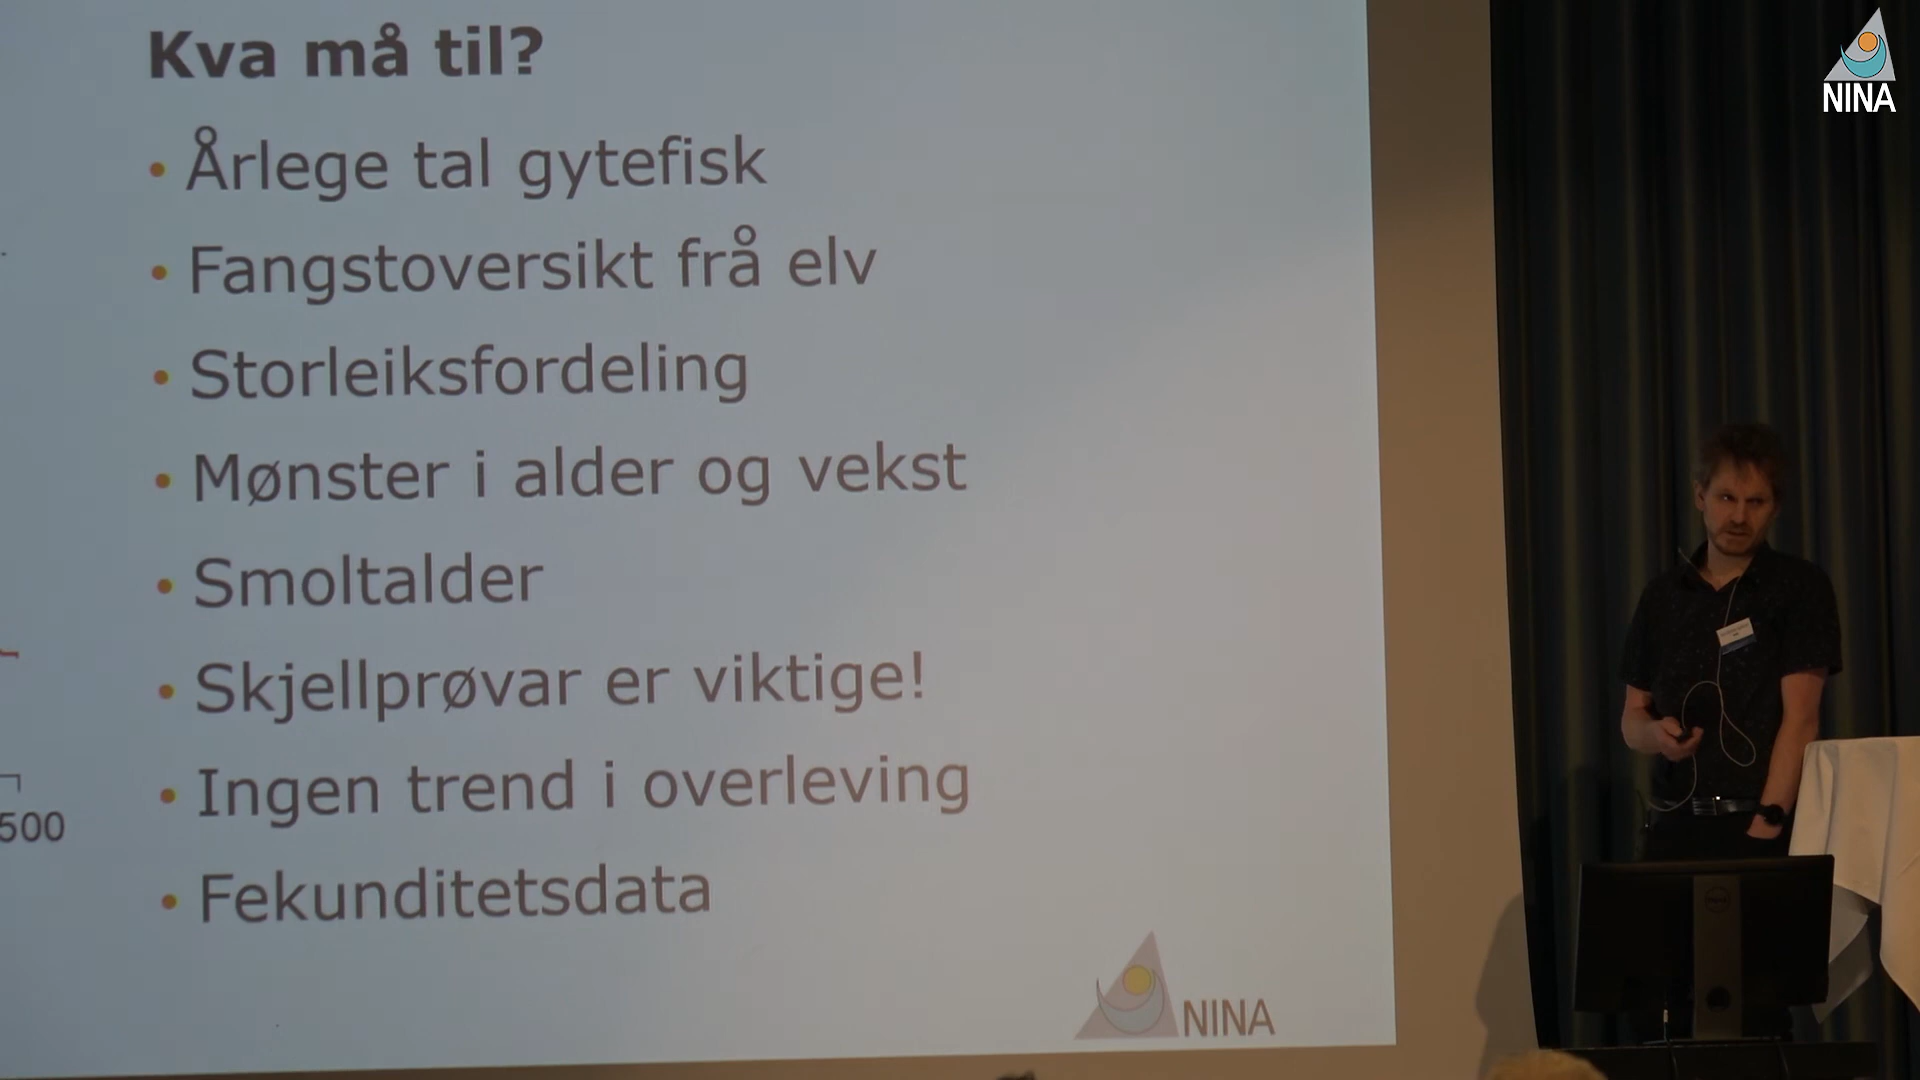 Kva må til?
• Årlege tal gytefisk
• Fangstoversikt frå elv
• Storleiksfordeling
• Mønster i alder og vekst
• Smoltalder
• Skjellprøvar er viktige!
• Ingen trend i overleving
• Fekunditetsdata
500
NINA
NINA